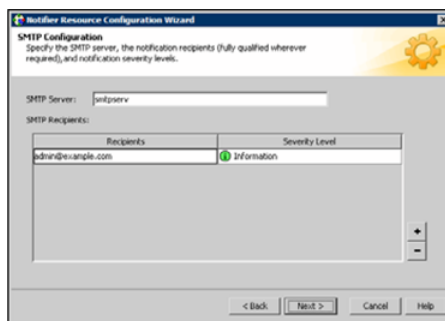 Notifier Resource Configuration Wizard
SMTP Configuration
Specify the SMTP server, the notification recipients (fully qualified wherever
required),and notification severity levels.
SMTP Server: smtpserv
SMTP Recipients:
Recipients Severity Level
admin@example.com Information
+
-
< Back Next > Cancel Help